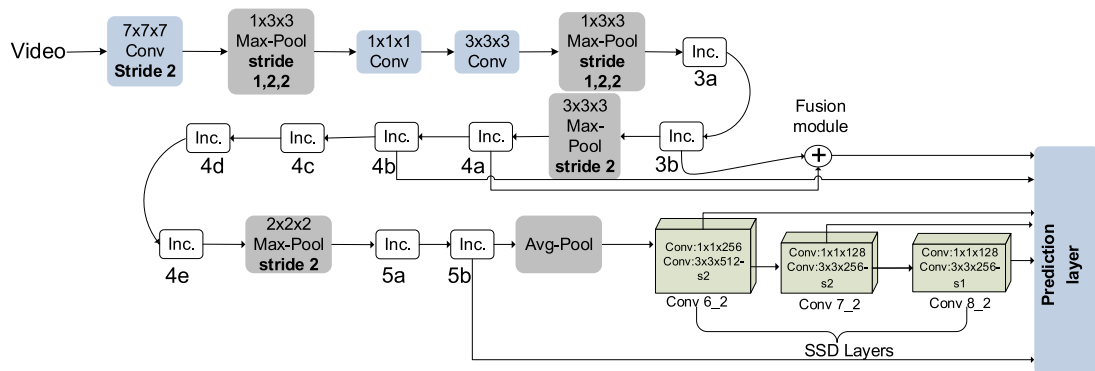 Video
7x7x7
Conv
Stride 2
1x3x3
Max-Pool
stride
1,2,2
1x1x1
Conv
3x3x3
Conv
1x3x3
Max-Pool
stride
1,2,2
Inc.
3a
Inc.
4d
Inc.
4c
Inc.
4b
Inc.
4a
3x3x3
Max-
Pool
stride 2
Inc.
3b
Fusion
module
+
Inc.
4e
2x2x2
Max-Pool
stride 2
Inc.
5a
Inc.
5b
Avg-Pool
Conv:1x1x256
Conv:3x3x512-
s2
Conv 6_2
Conv:1x1x128
Conv:3x3x256-
s2
Conv 7_2
Conv:1x1x128
Conv:3x3x256-
s1
Conv 8_2
SSD Layers
Prediction
layer